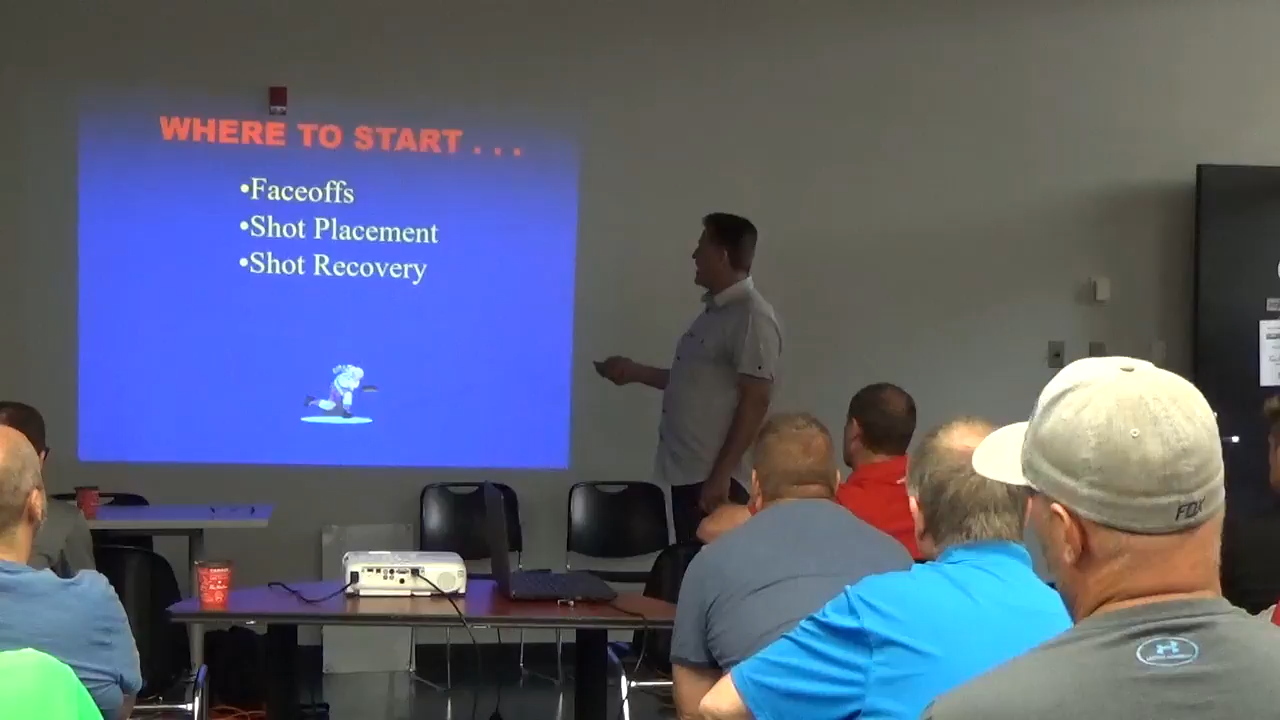 WHERE TO START . . .
•Faceoffs
•Shot Placement
•Shot Recovery
FOX